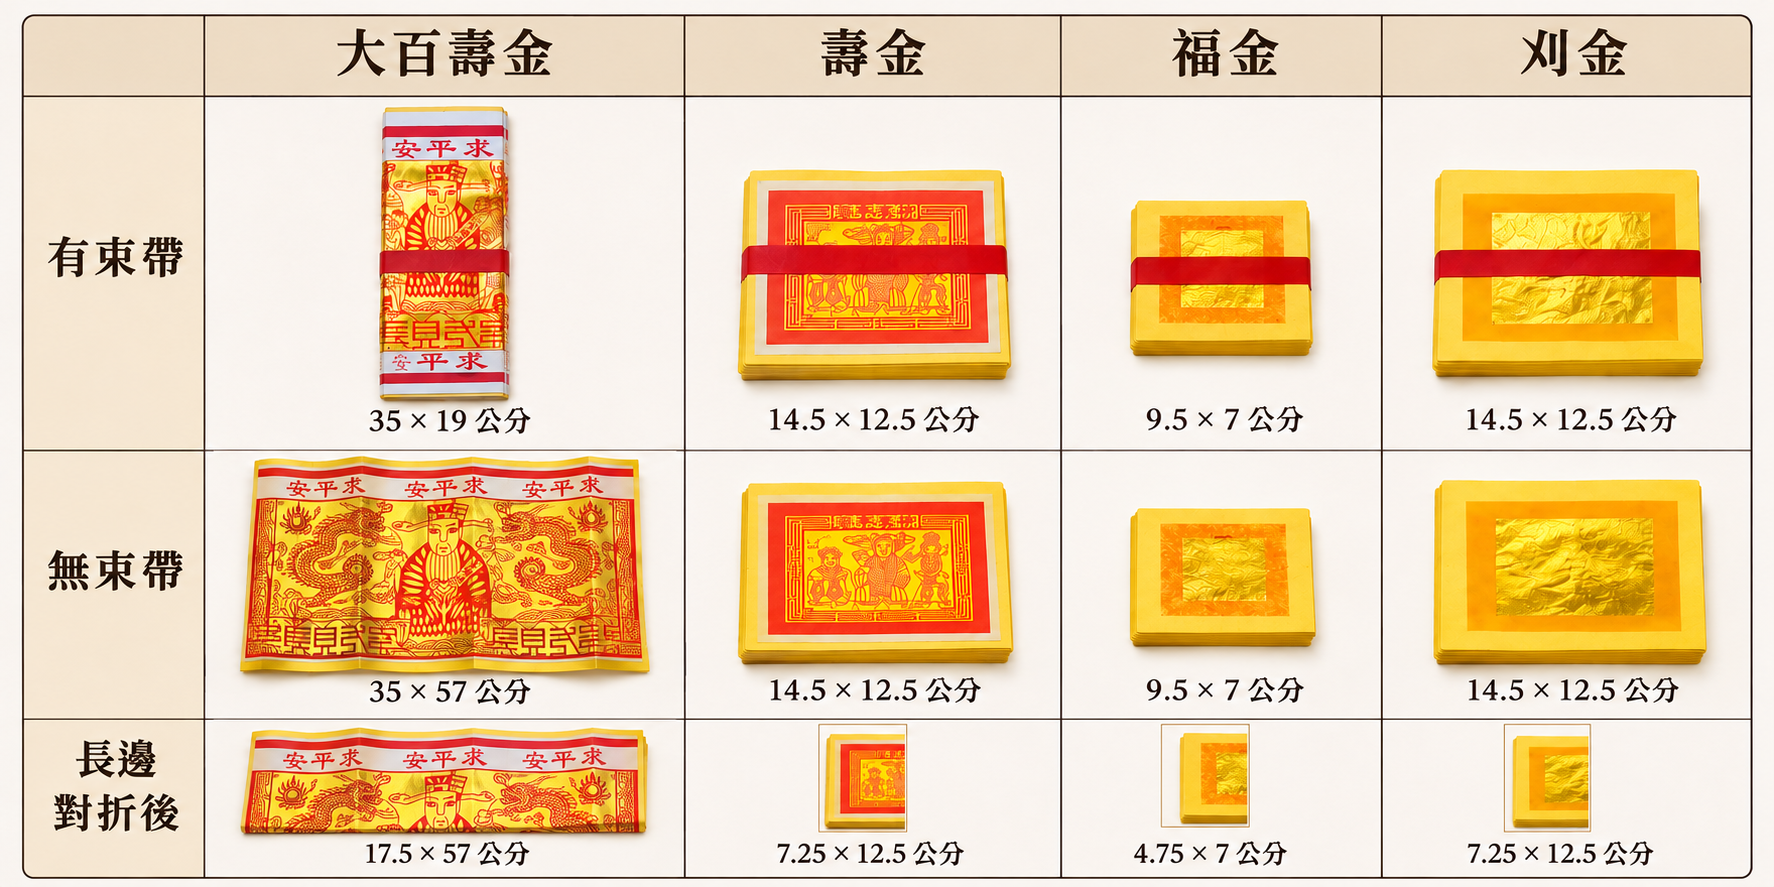 大百壽金
壽金
福金
刈金
有束帶
安平求
安平求
35 × 19 公分
14.5 × 12.5 公分
9.5 × 7 公分
14.5 × 12.5 公分
無束帶
安平求 安平求 安平求
35 × 57 公分
14.5 × 12.5 公分
9.5 × 7 公分
14.5 × 12.5 公分
長邊
對折後
安平求 安平求 安平求
17.5 × 57 公分
7.25 × 12.5 公分
4.75 × 7 公分
7.25 × 12.5 公分